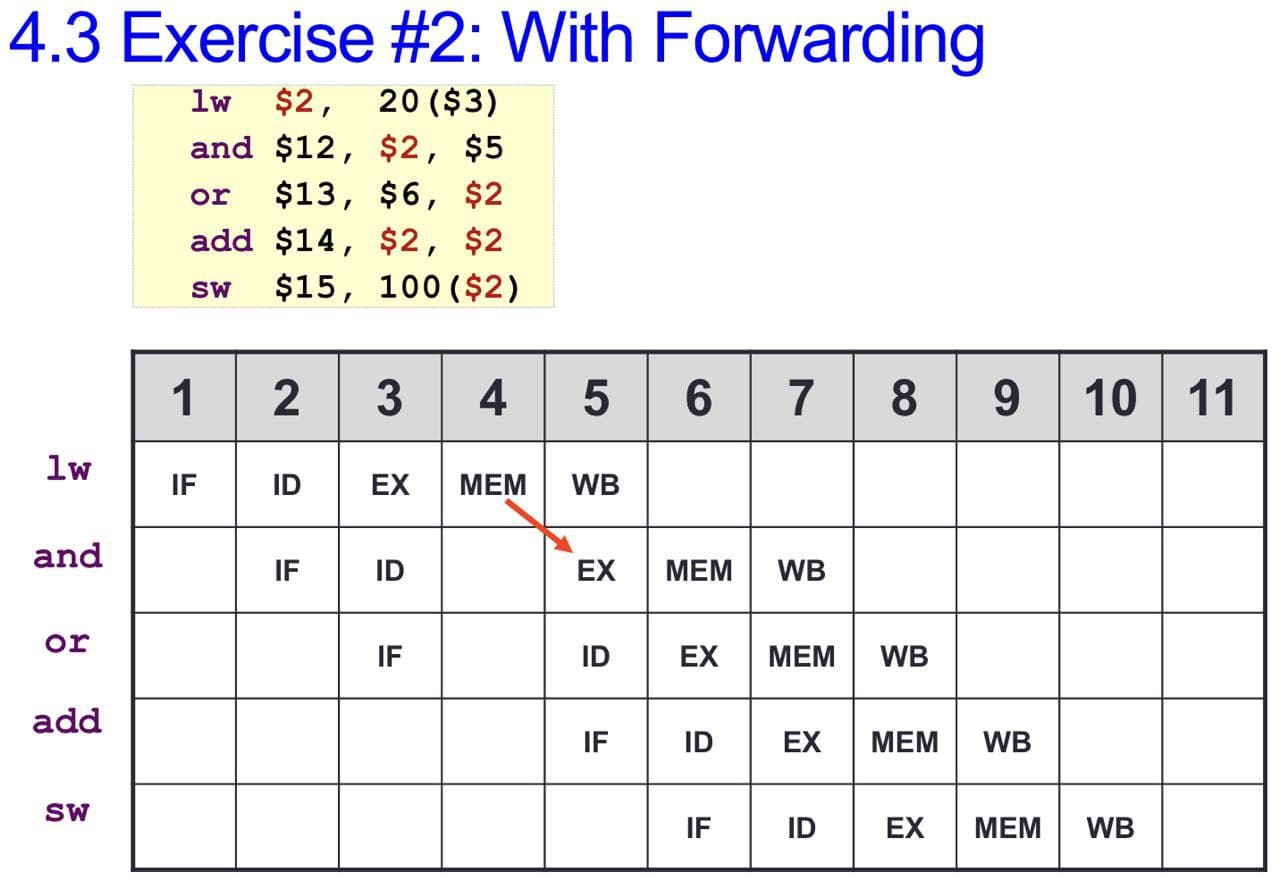 4.3 Exercise #2: With Forwarding
lw $2, 20($3)
and $12, $2, $5
or $13, $6, $2
add $14, $2, $2
sw $15, 100($2)
1 2 3 4 5 6 7 8 9 10 11
lw IF ID EX MEM WB
and IF ID EX MEM WB
or IF ID EX MEM WB
add IF ID EX MEM WB
sw IF ID EX MEM WB